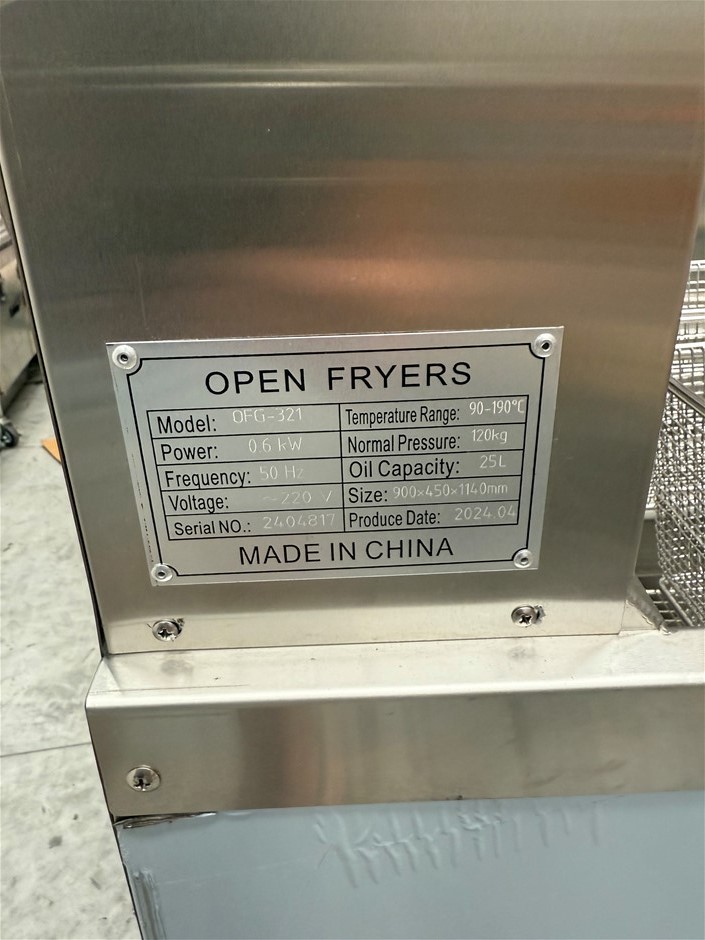 OPEN FRYERS
Model: OFG-321 Temperature Range: 90-190°C
Power: 0.6 kW Normal Pressure: 120kg
Frequency: 50 Hz Oil Capacity: 25L
Voltage: ~220 V Size: 900×450×1140mm
Serial NO.: 2404817 Produce Date: 2024.04
MADE IN CHINA